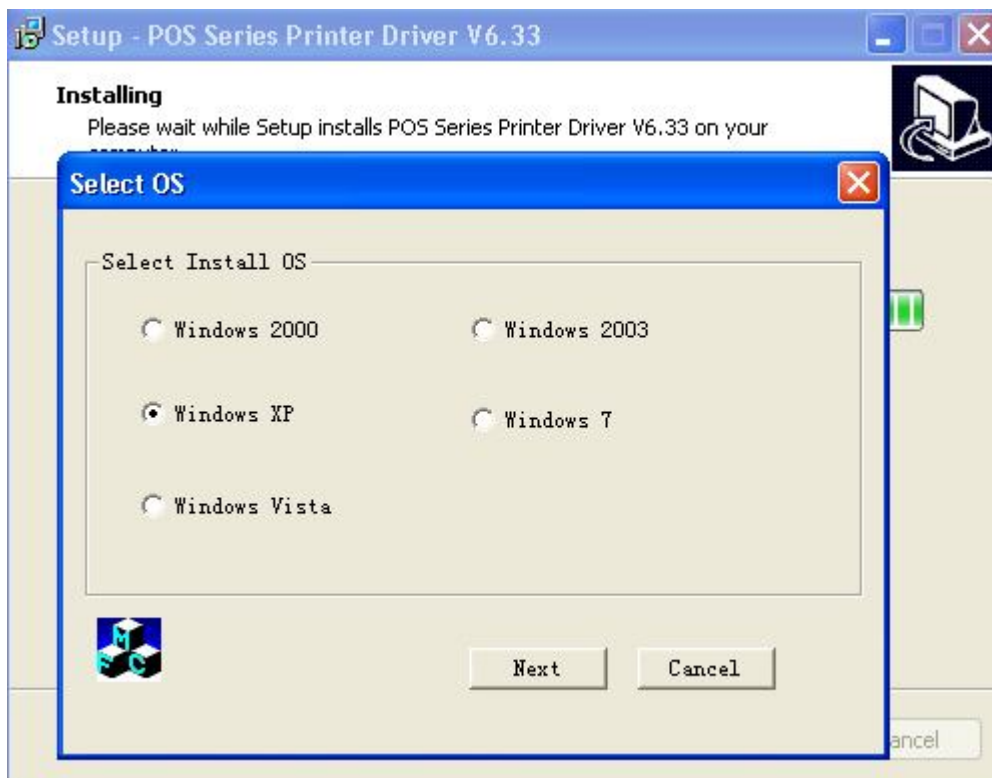 Setup - POS Series Printer Driver V6.33
Installing
Please wait while Setup installs POS Series Printer Driver V6.33 on your
Select OS
Select Install OS
Windows 2000
Windows 2003
Windows XP
Windows 7
Windows Vista
M
F C
Next
Cancel
ancel